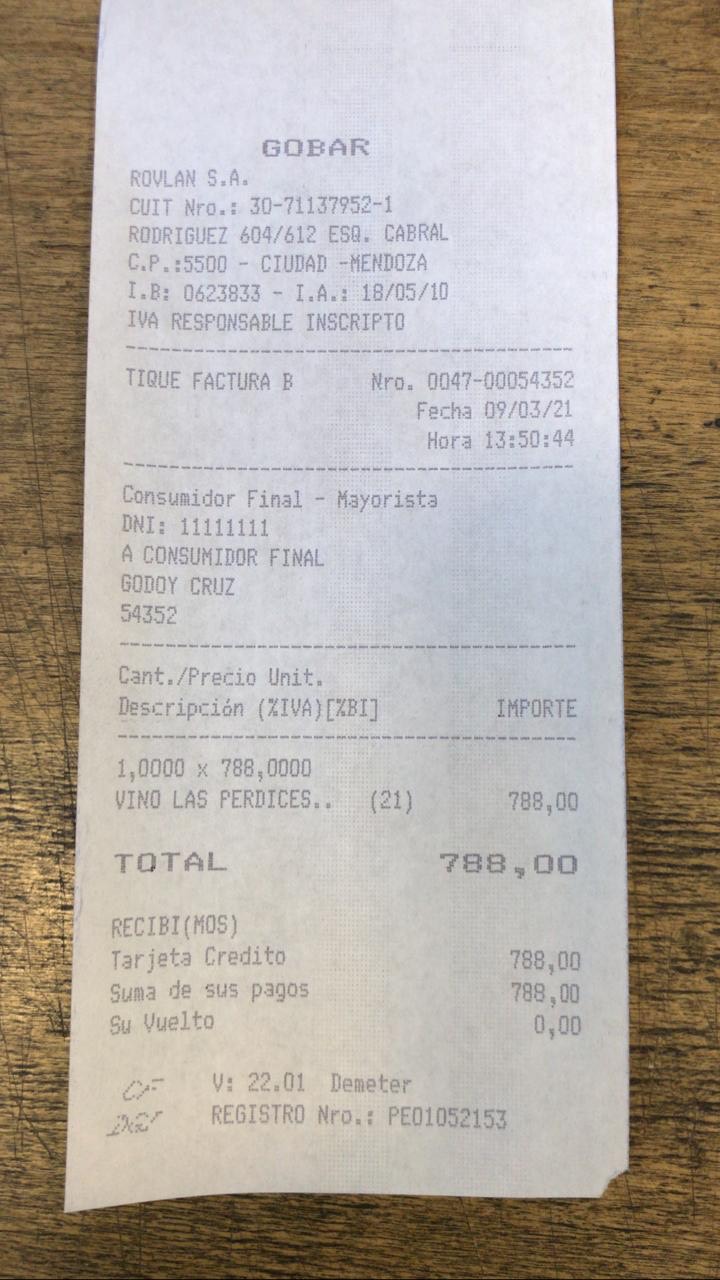 GOBAR
ROVLAN S.A.
CUIT Nro.: 30-71137952-1
RODRIGUEZ 604/612 ESQ. CABRAL
C.P.:5500 - CIUDAD -MENDOZA
I.B: 0623833 - I.A.: 18/05/10
IVA RESPONSABLE INSCRIPTO
TIQUE FACTURA B Nro. 0047-00054352
Fecha 09/03/21
Hora 13:50:44
Consumidor Final - Mayorista
DNI: 11111111
A CONSUMIDOR FINAL
GODOY CRUZ
54352
Cant./Precio Unit.
Descripción (%IVA)[%BI] IMPORTE
1,0000 x 788,0000
VINO LAS PERDICES.. (21) 788,00
TOTAL 788,00
RECIBI(MOS)
Tarjeta Credito 788,00
Suma de sus pagos 788,00
Su Vuelto 0,00
CF V: 22.01 Demeter
DGI REGISTRO Nro.: PEO1052153